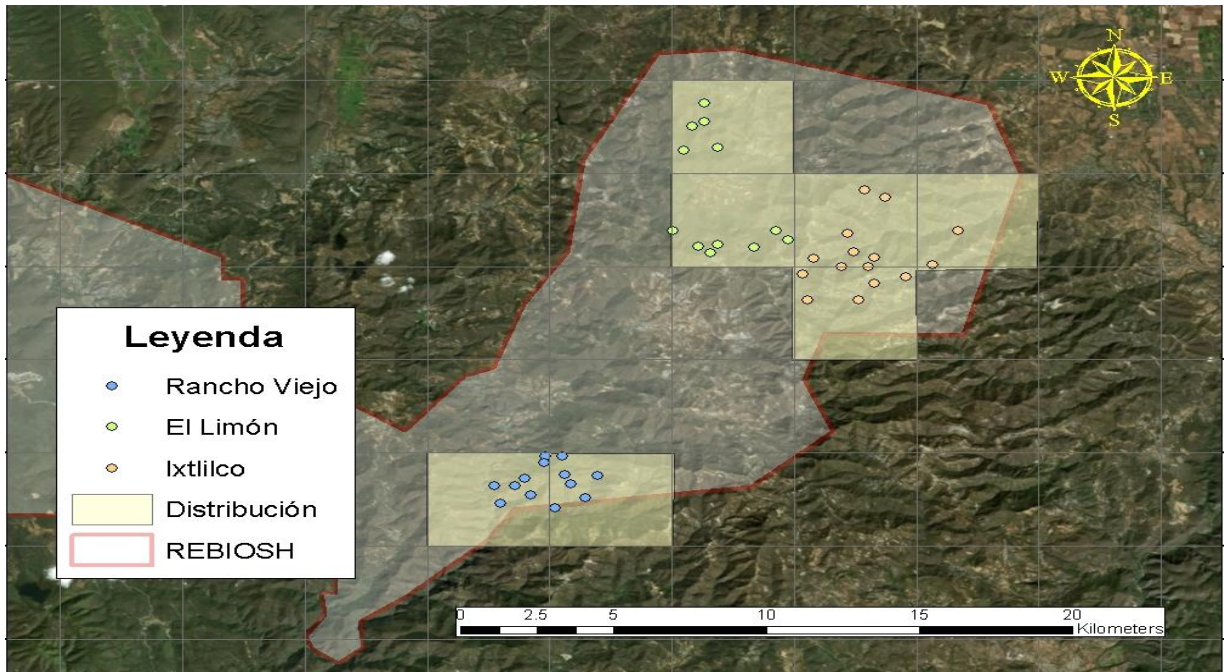 N
W E
S
Leyenda
Rancho Viejo
El Limón
Ixtlilco
Distribución
REBIOSH
0 2.5 5 10 15 20
Kilometers